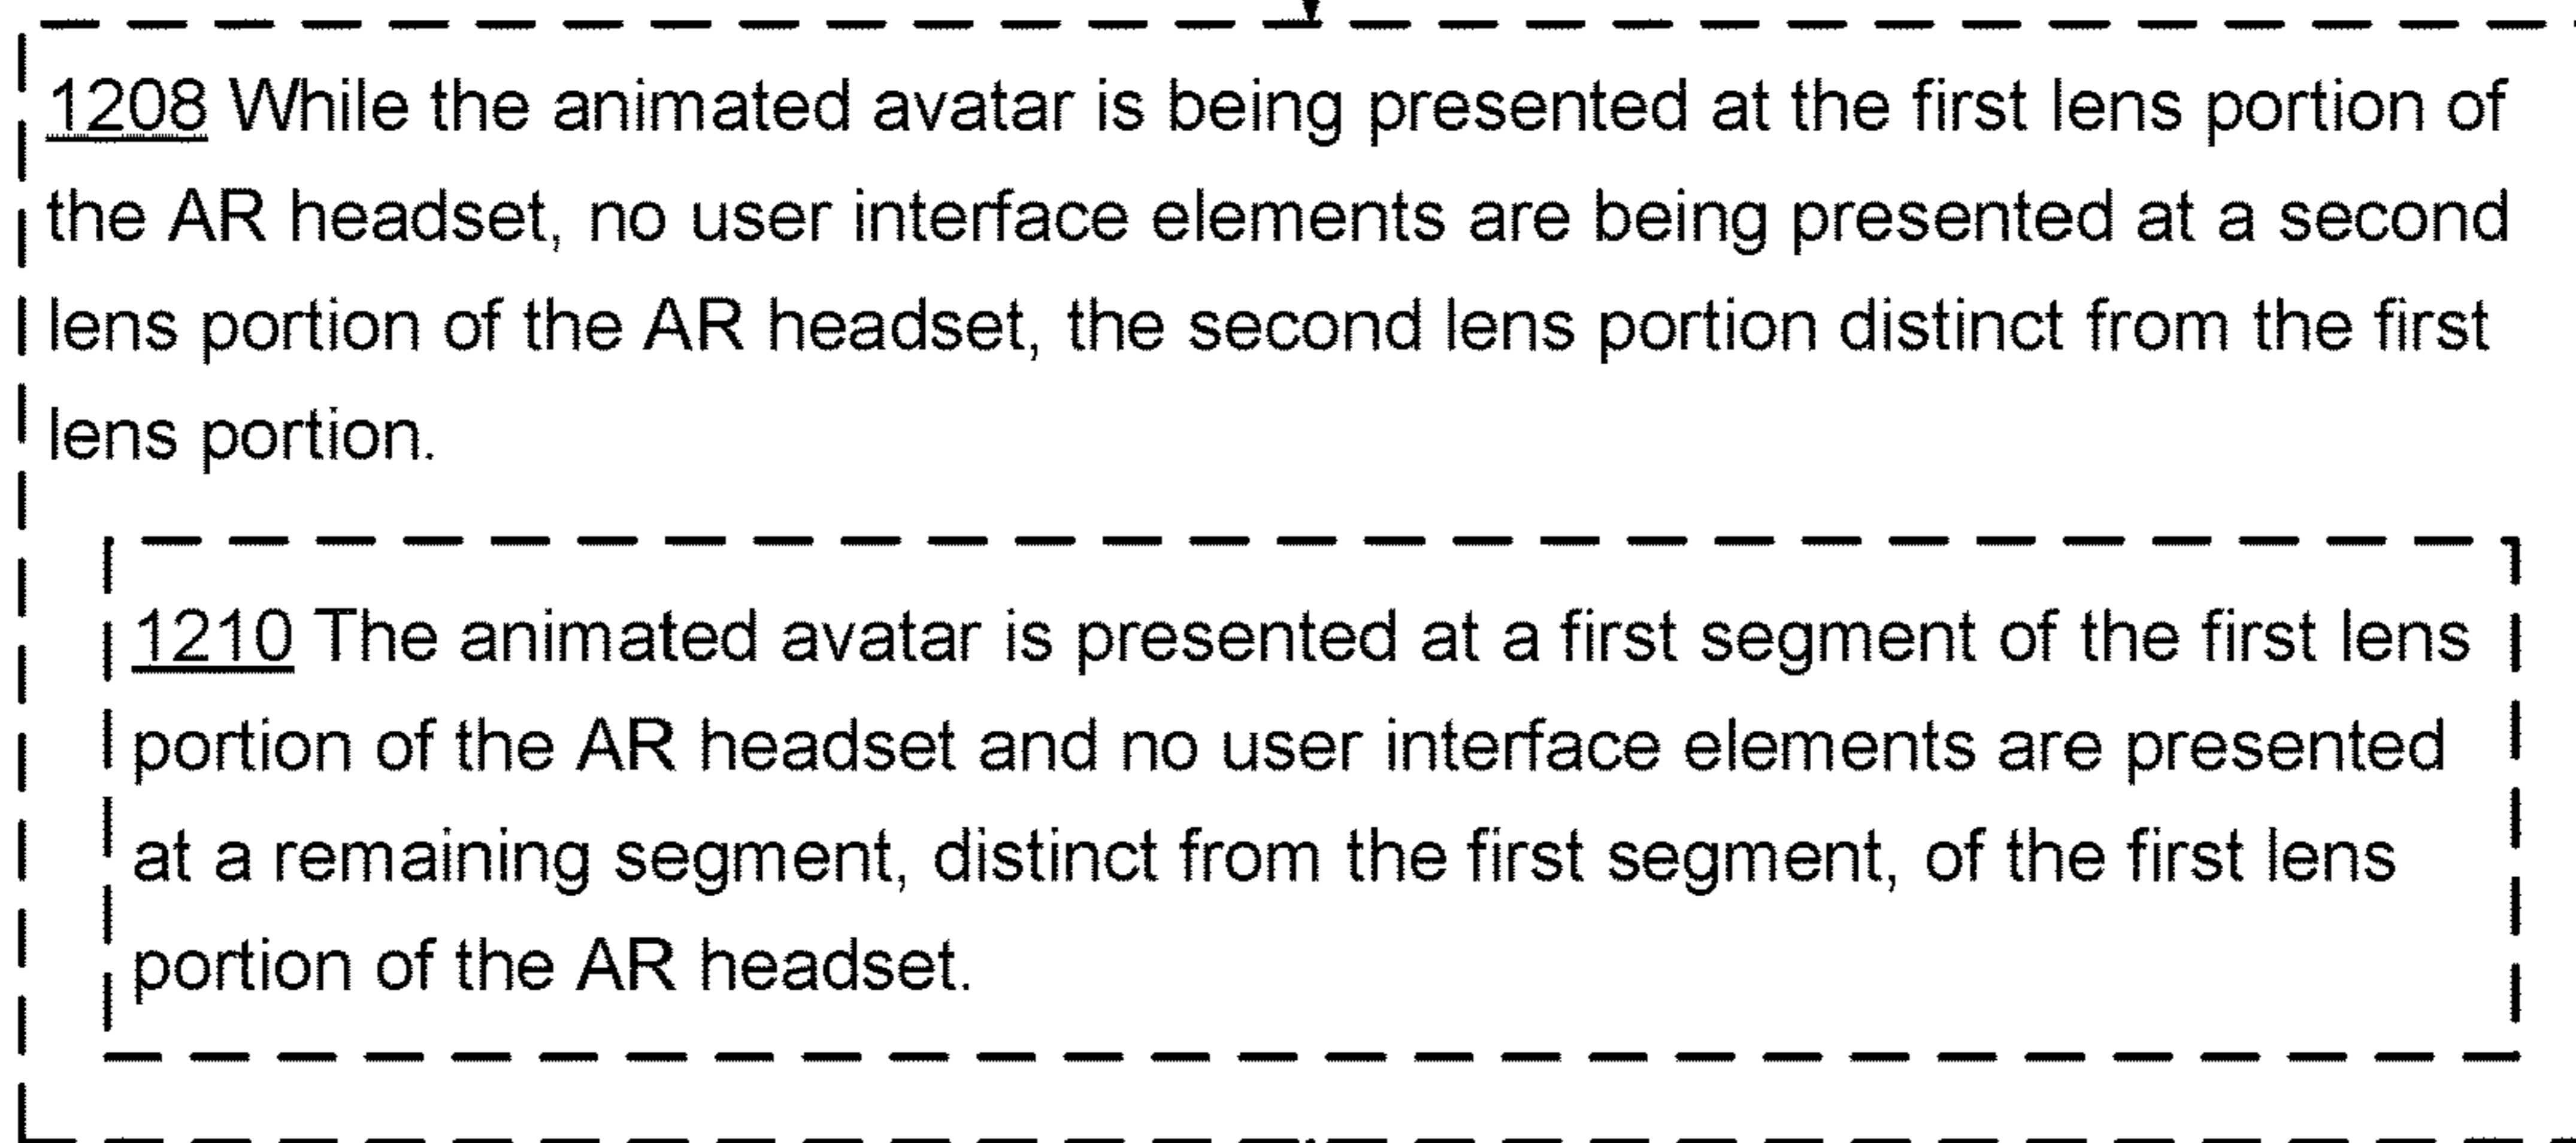 1208 While the animated avatar is being presented at the first lens portion of
the AR headset, no user interface elements are being presented at a second
lens portion of the AR headset, the second lens portion distinct from the first
lens portion.
1210 The animated avatar is presented at a first segment of the first lens
portion of the AR headset and no user interface elements are presented
at a remaining segment, distinct from the first segment, of the first lens
portion of the AR headset.